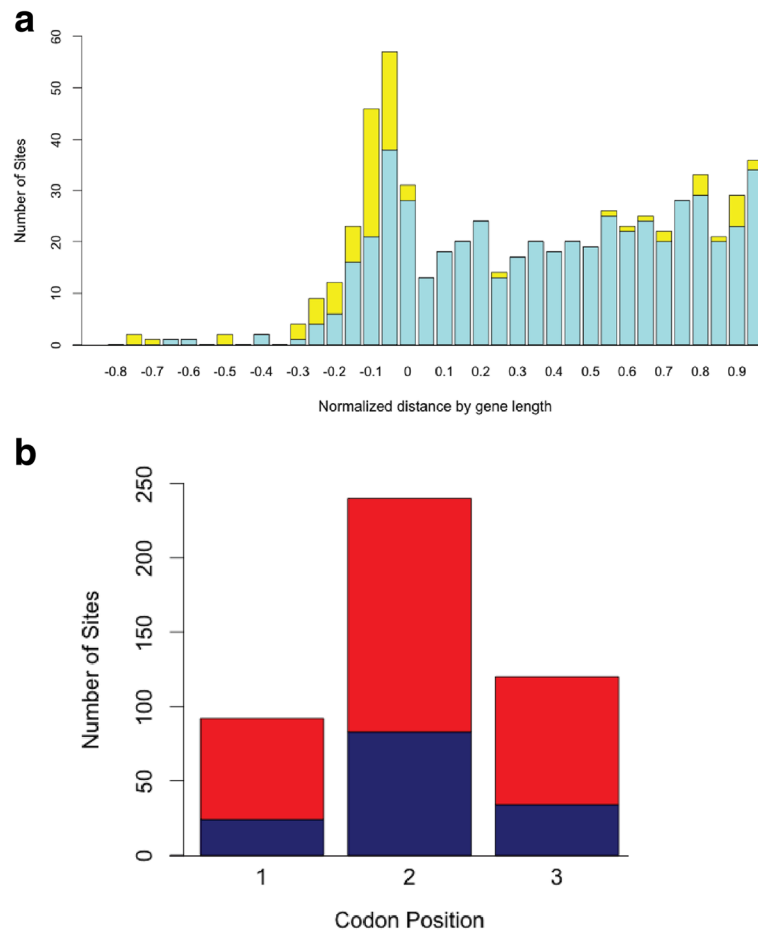 a
60
50
40
30
20
10
0
Number of Sites
-0.8 -0.7 -0.6 -0.5 -0.4 -0.3 -0.2 -0.1 0 0.1 0.2 0.3 0.4 0.5 0.6 0.7 0.8 0.9
Normalized distance by gene length
b
250
200
150
100
50
0
Number of Sites
1 2 3
Codon Position